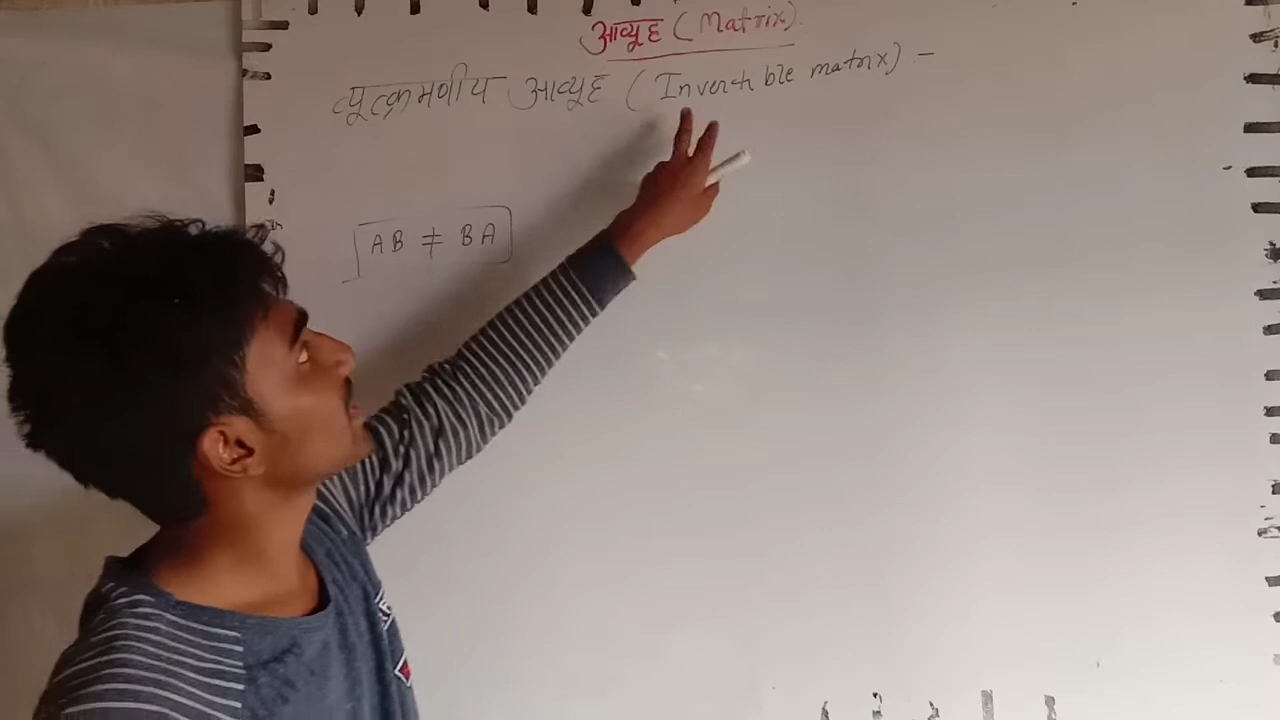 आव्यूह (Matrix)
व्युत्क्रमणीय आव्यूह (Invertible matrix) -
AB ≠ BA